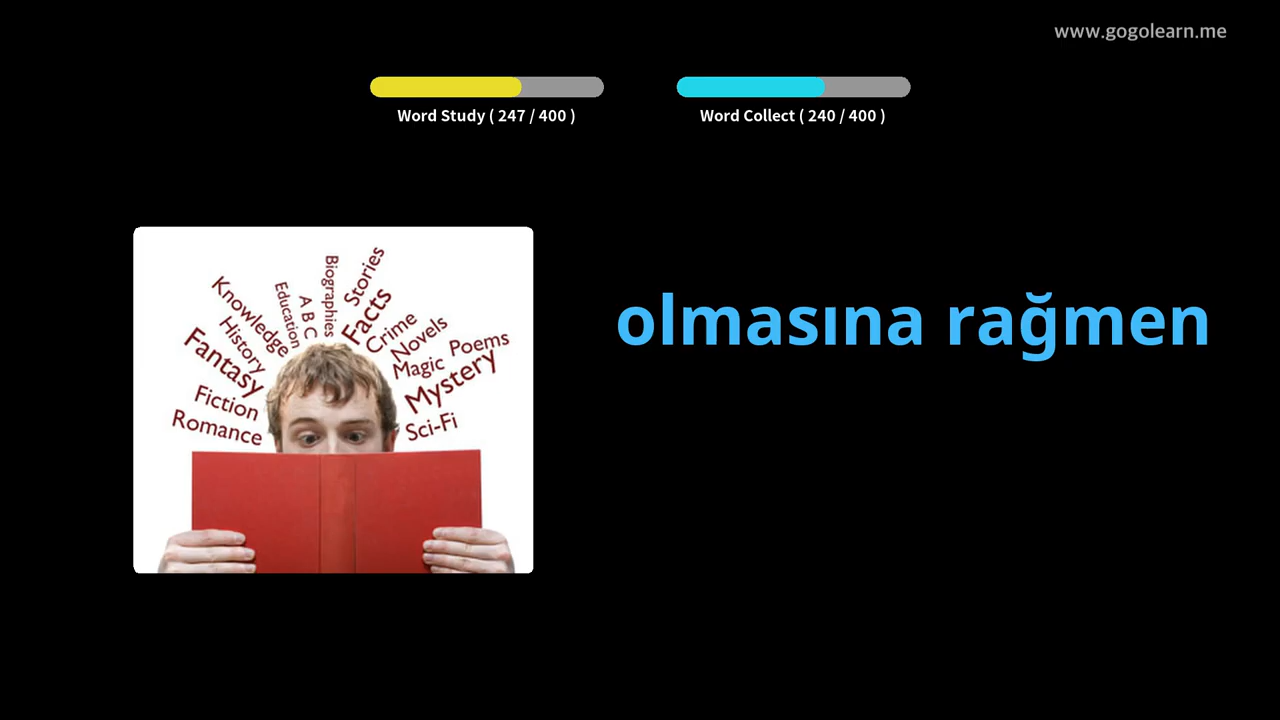 www.gogolearn.me
Word Study ( 247 / 400 )
Word Collect ( 240 / 400 )
olmasına rağmen
Biographies
Stories
Education
A B C
Facts
Knowledge
History
Crime
Novels
Fantasy
Magic
Poems
Mystery
Fiction
Romance
Sci-Fi